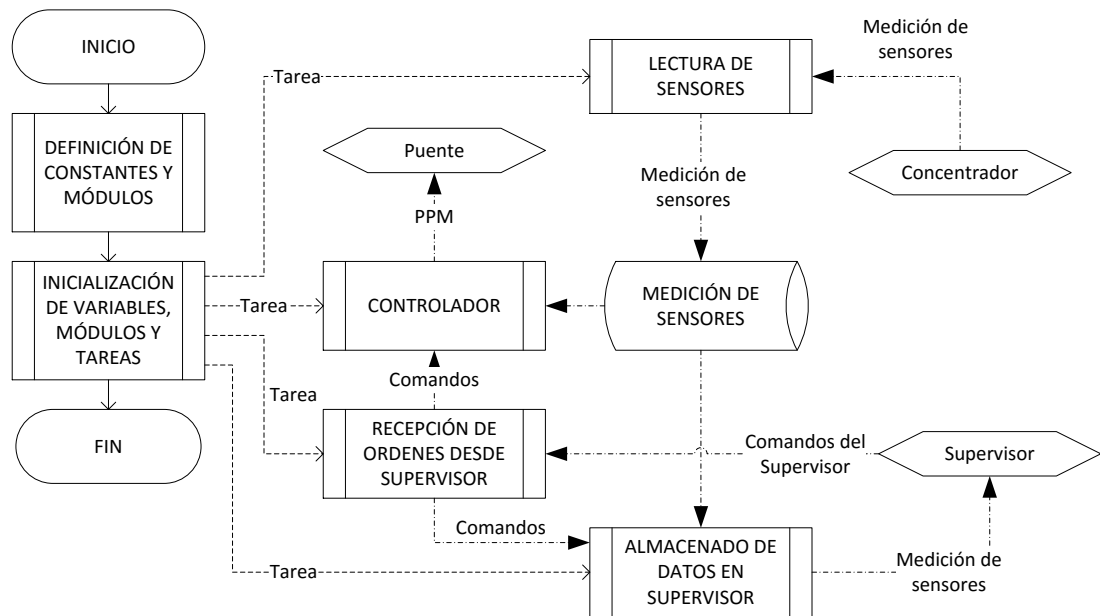 INICIO
DEFINICIÓN DE
CONSTANTES Y
MÓDULOS
INICIALIZACIÓN
DE VARIABLES,
MÓDULOS Y
TAREAS
FIN
Tarea
Tarea
Tarea
Tarea
Puente
PPM
CONTROLADOR
Comandos
RECEPCIÓN DE
ORDENES DESDE
SUPERVISOR
Comandos
LECTURA DE
SENSORES
Medición de
sensores
MEDICIÓN DE
SENSORES
ALMACENADO DE
DATOS EN
SUPERVISOR
Medición de
sensores
Concentrador
Comandos del
Supervisor
Supervisor
Medición de
sensores